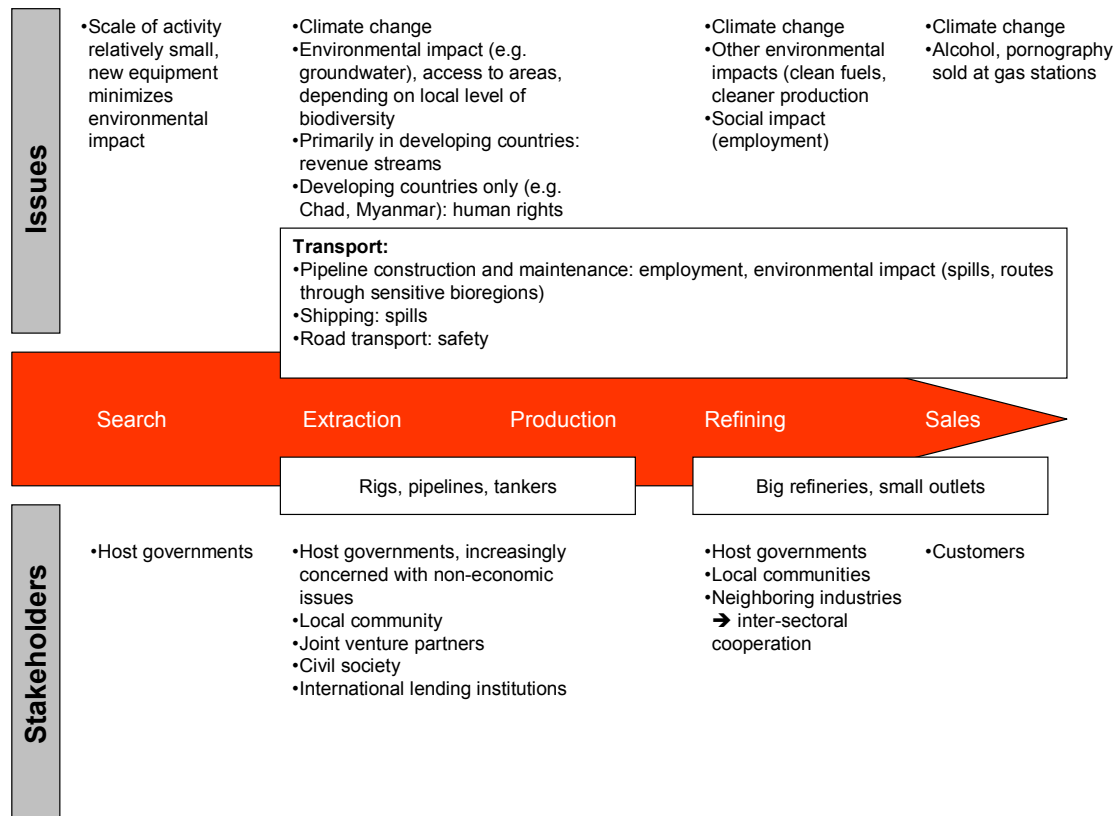 Issues
•Scale of activity
relatively small,
new equipment
minimizes
environmental
impact
•Climate change
•Environmental impact (e.g.
groundwater), access to areas,
depending on local level of
biodiversity
•Primarily in developing countries:
revenue streams
•Developing countries only (e.g.
Chad, Myanmar): human rights
•Climate change
•Other environmental
impacts (clean fuels,
cleaner production
•Social impact
(employment)
•Climate change
•Alcohol, pornography
sold at gas stations
Transport:
•Pipeline construction and maintenance: employment, environmental impact (spills, routes
through sensitive bioregions)
•Shipping: spills
•Road transport: safety
Search Extraction Production Refining Sales
Rigs, pipelines, tankers
Big refineries, small outlets
Stakeholders
•Host governments
•Host governments, increasingly
concerned with non-economic
issues
•Local community
•Joint venture partners
•Civil society
•International lending institutions
•Host governments
•Local communities
•Neighboring industries
➔ inter-sectoral
cooperation
•Customers